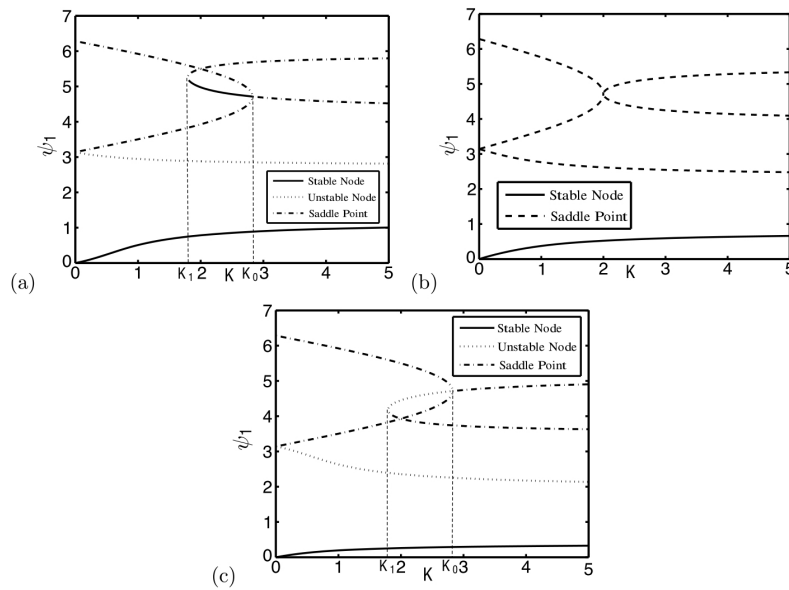 7
6
5
4
3
2
1
0
ψ1
Stable Node
Unstable Node
Saddle Point
0 1 K1 2 K K0 3 4 5
(a)
7
6
5
4
3
2
1
0
ψ1
Stable Node
Saddle Point
0 1 2 K 3 4 5
(b)
7
6
5
4
3
2
1
0
ψ1
Stable Node
Unstable Node
Saddle Point
0 1 K1 2 K K0 3 4 5
(c)